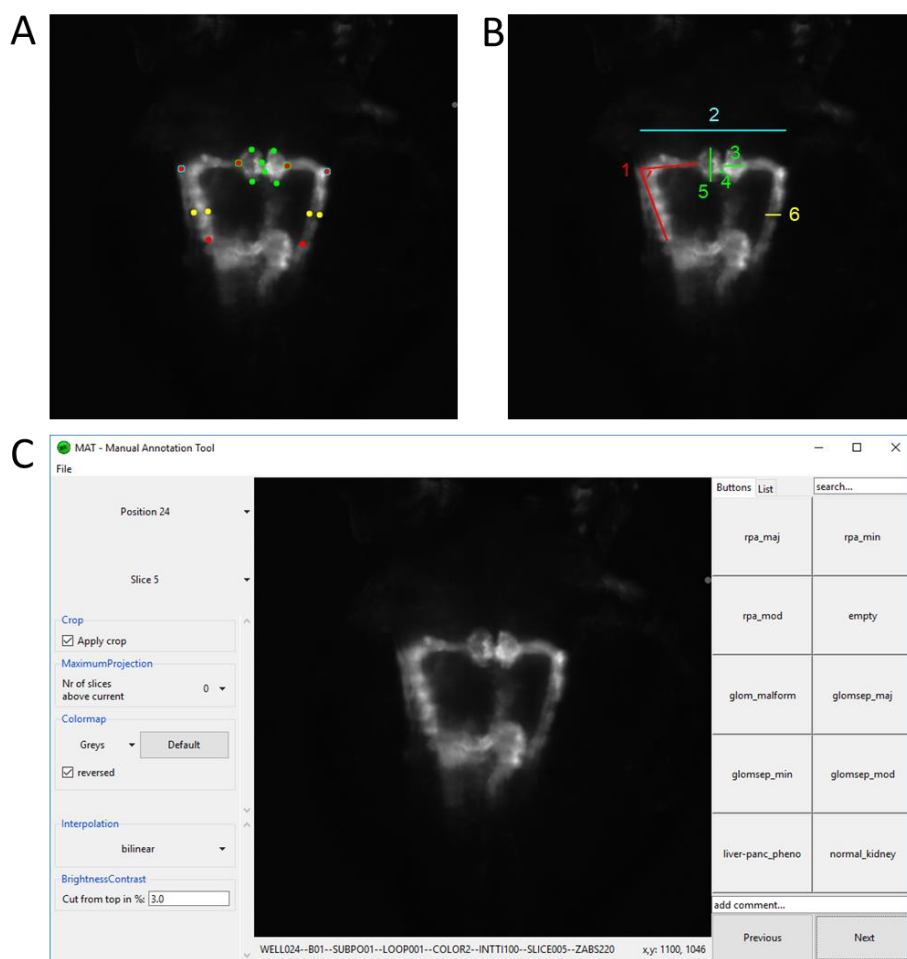 A
B
2
3
1
4
5
6
C
MAT - Manual Annotation Tool
File
Position 24
Slice 5
Crop
Apply crop
MaximumProjection
Nr of slices
above current
0
Colormap
Greys
Default
reversed
Interpolation
bilinear
BrightnessContrast
Cut from top in %: 3.0
WELL024--B01--SUBPO01--LOOP001--COLOR2--INTTI100--SLICE005--ZABS220 x,y: 1100, 1046
Buttons List search...
rpa_maj rpa_min
rpa_mod empty
glom_malform glomsep_maj
glomsep_min glomsep_mod
liver-panc_pheno normal_kidney
add comment...
Previous Next